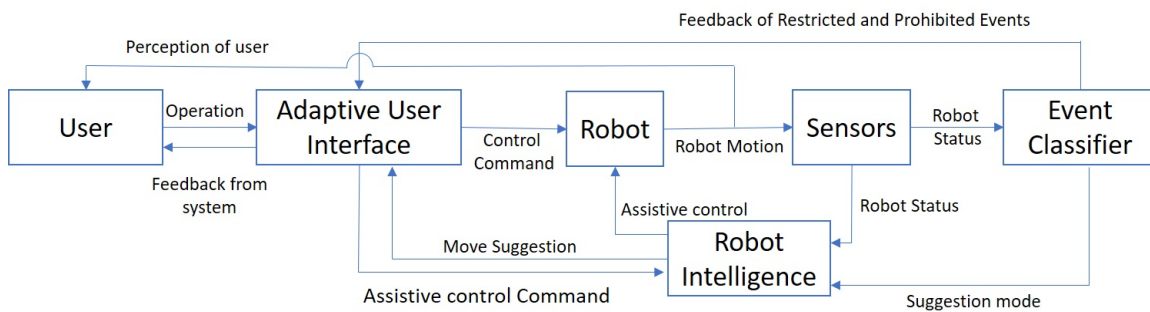 Feedback of Restricted and Prohibited Events
Perception of user
User
Operation
Feedback from
system
Adaptive User
Interface
Control
Command
Robot
Robot Motion
Sensors
Robot
Status
Event
Classifier
Assistive control
Robot Status
Move Suggestion
Robot
Intelligence
Assistive control Command
Suggestion mode